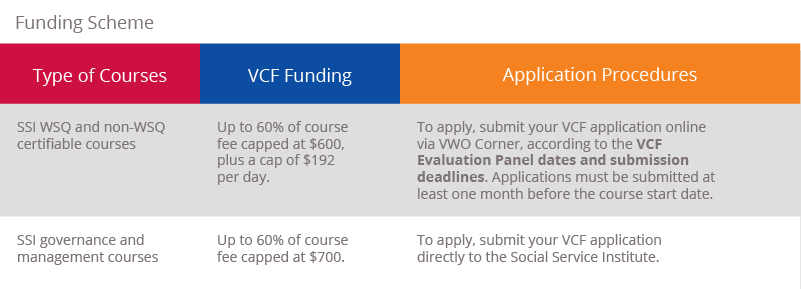 Funding Scheme
Type of Courses
VCF Funding
Application Procedures
SSI WSQ and non-WSQ
certifiable courses
Up to 60% of course
fee capped at $600,
plus a cap of $192
per day.
To apply, submit your VCF application online
via VWO Corner, according to the VCF
Evaluation Panel dates and submission
deadlines. Applications must be submitted at
least one month before the course start date.
SSI governance and
management courses
Up to 60% of course
fee capped at $700.
To apply, submit your VCF application
directly to the Social Service Institute.